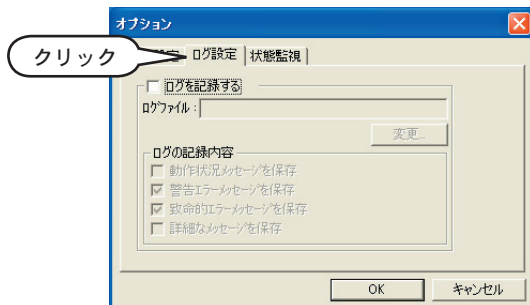 オプション
クリック
定 ログ設定 状態監視
ログを記録する
ログファイル：
変更...
ログの記録内容
動作状況メッセージを保存
警告エラーメッセージを保存
致命的エラーメッセージを保存
詳細なメッセージを保存
OK キャンセル